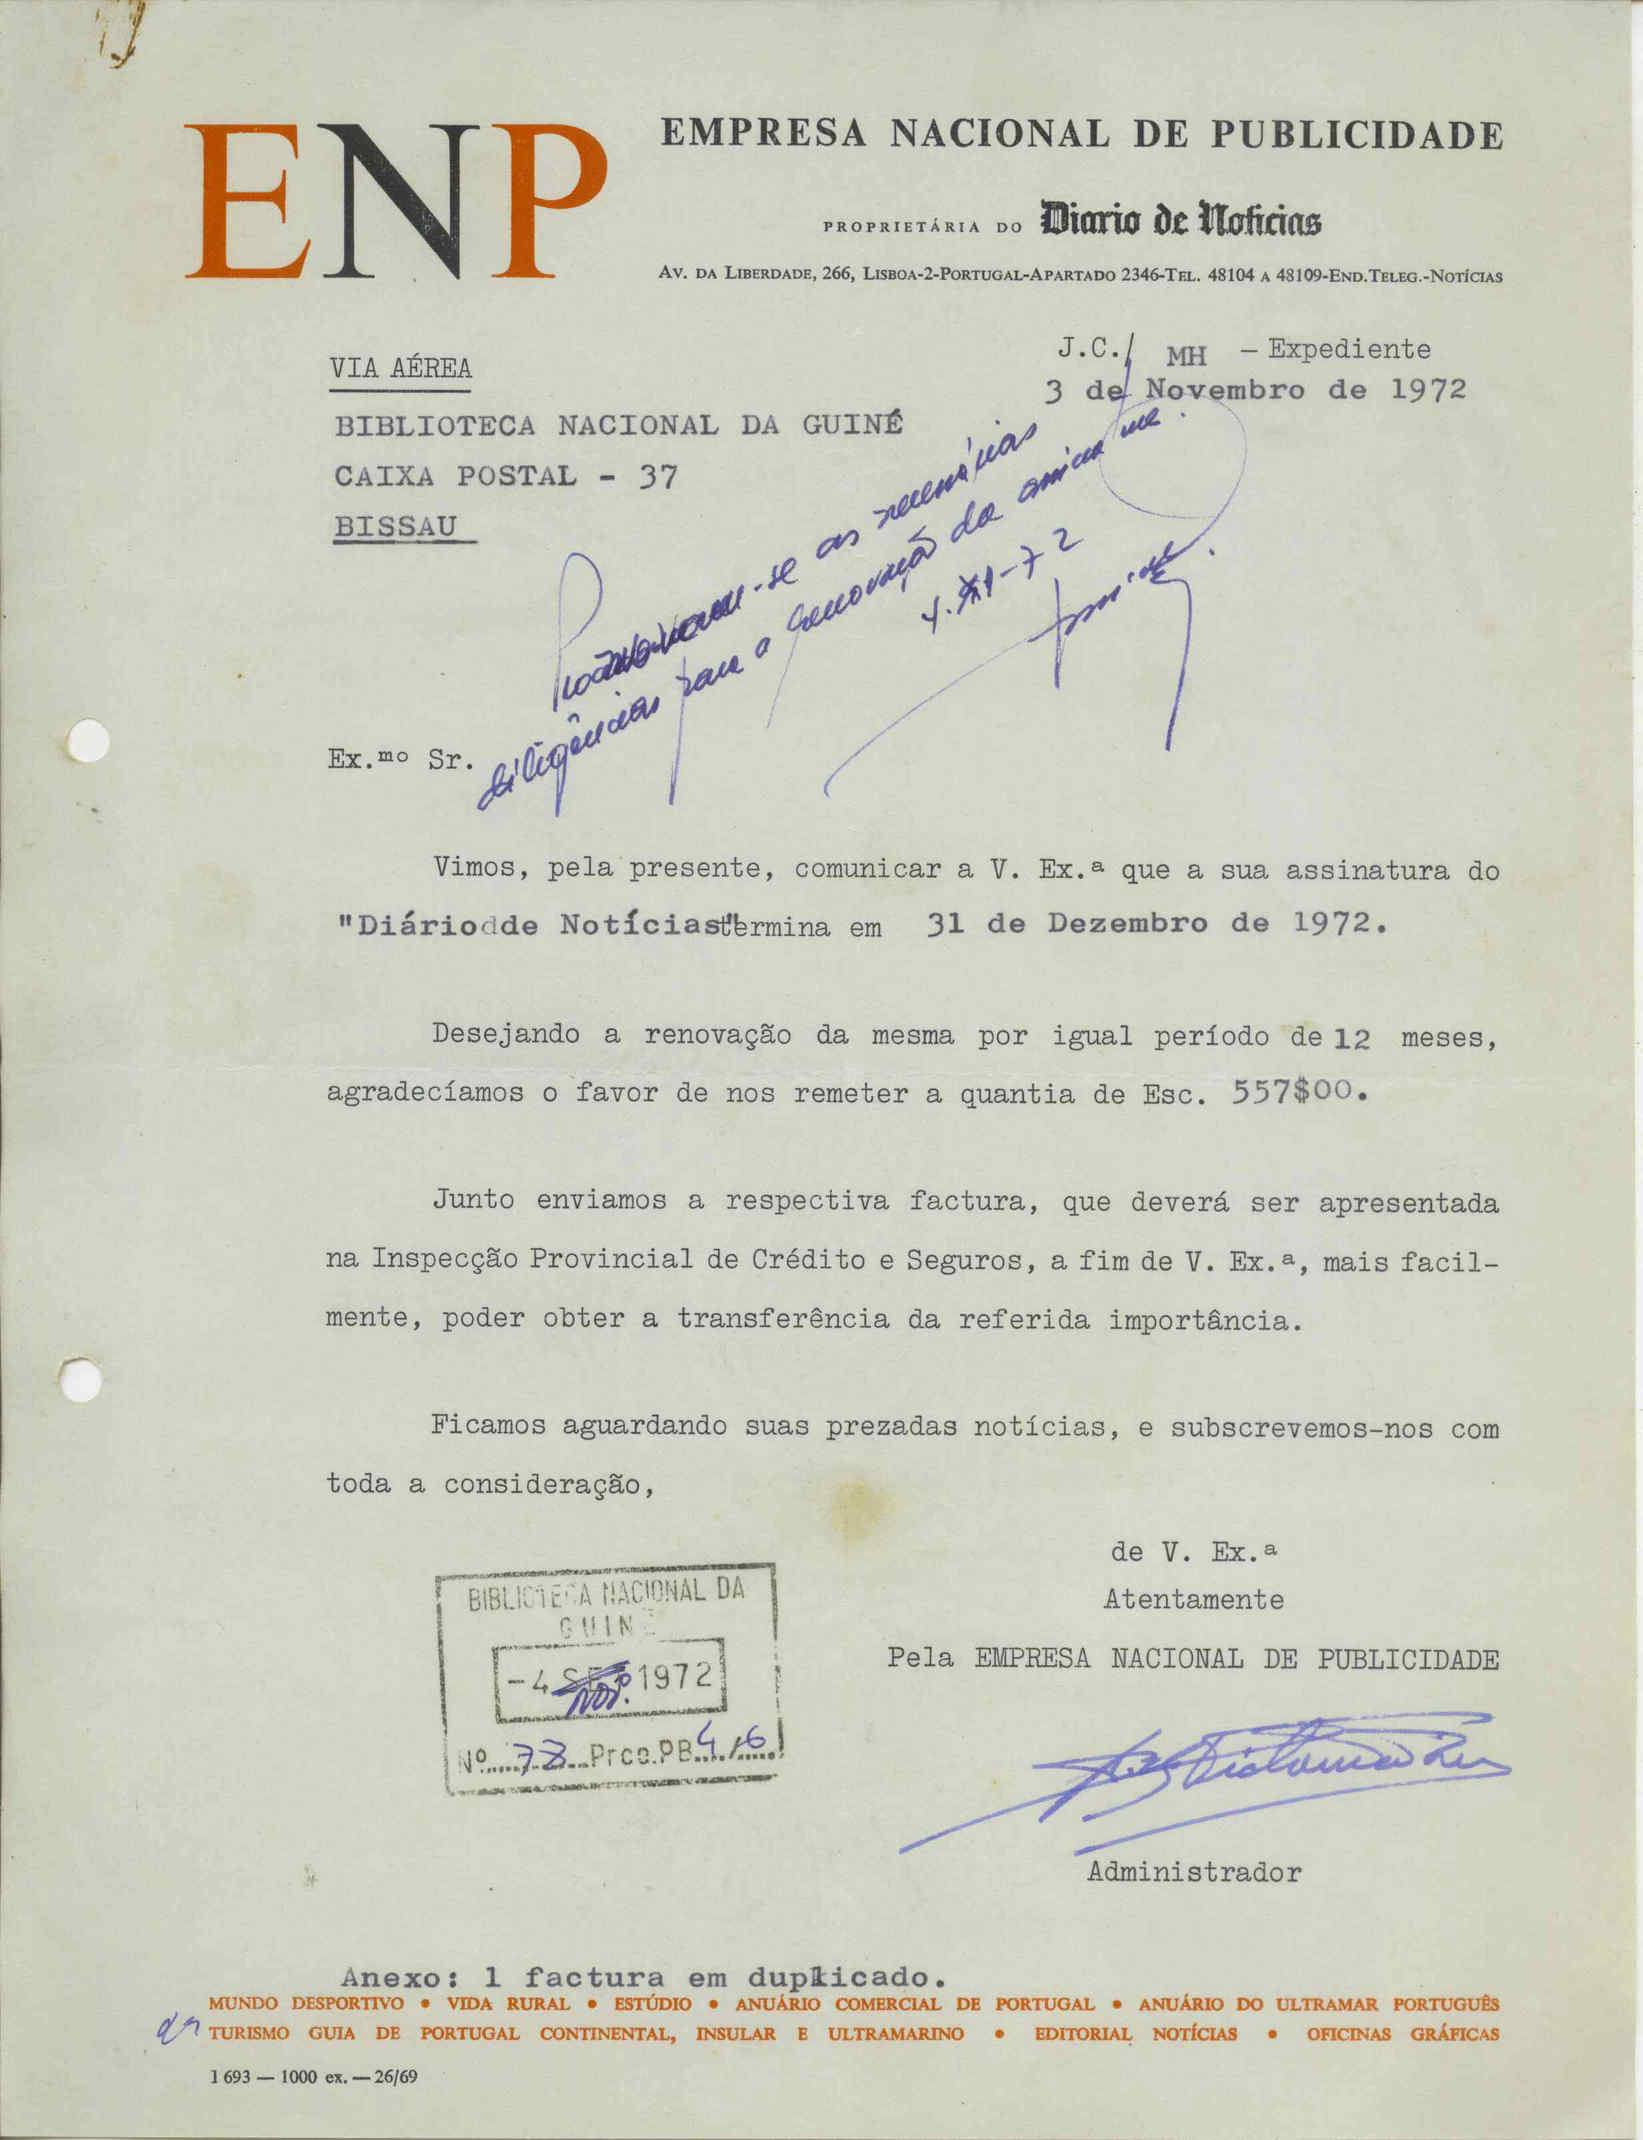 ENP
EMPRESA NACIONAL DE PUBLICIDADE
PROPRIETÁRIA DO Diario de Noticias
AV. DA LIBERDADE, 266, LISBOA-2-PORTUGAL-APARTADO 2346-TEL. 48104 A 48109-END.TELEG.-NOTÍCIAS
J.C./ MH - Expediente
3 de Novembro de 1972
VIA AÉREA
BIBLIOTECA NACIONAL DA GUINÉ
CAIXA POSTAL - 37
BISSAU
-se as necessárias
diligências para a renovação da assinatura.
4.XI-72
Ex.mo Sr.
Vimos, pela presente, comunicar a V. Ex.ª que a sua assinatura do
"Diário de Notícias" termina em 31 de Dezembro de 1972.
Desejando a renovação da mesma por igual período de 12 meses,
agradecíamos o favor de nos remeter a quantia de Esc. 557$00.
Junto enviamos a respectiva factura, que deverá ser apresentada
na Inspecção Provincial de Crédito e Seguros, a fim de V. Ex.ª, mais facil-
mente, poder obter a transferência da referida importância.
Ficamos aguardando suas prezadas notícias, e subscrevemos-nos com
toda a consideração,
de V. Ex.ª
Atentamente
Pela EMPRESA NACIONAL DE PUBLICIDADE
Administrador
BIBLIOTECA NACIONAL DA
GUINÉ
-4 SET 1972
Nov.
Nº 78 Proc.PB 4/6
Anexo: 1 factura em duplicado.
MUNDO DESPORTIVO • VIDA RURAL • ESTÚDIO • ANUÁRIO COMERCIAL DE PORTUGAL • ANUÁRIO DO ULTRAMAR PORTUGUÊS
TURISMO GUIA DE PORTUGAL CONTINENTAL, INSULAR E ULTRAMARINO • EDITORIAL NOTÍCIAS • OFICINAS GRÁFICAS
1 693 — 1000 ex. — 26/69